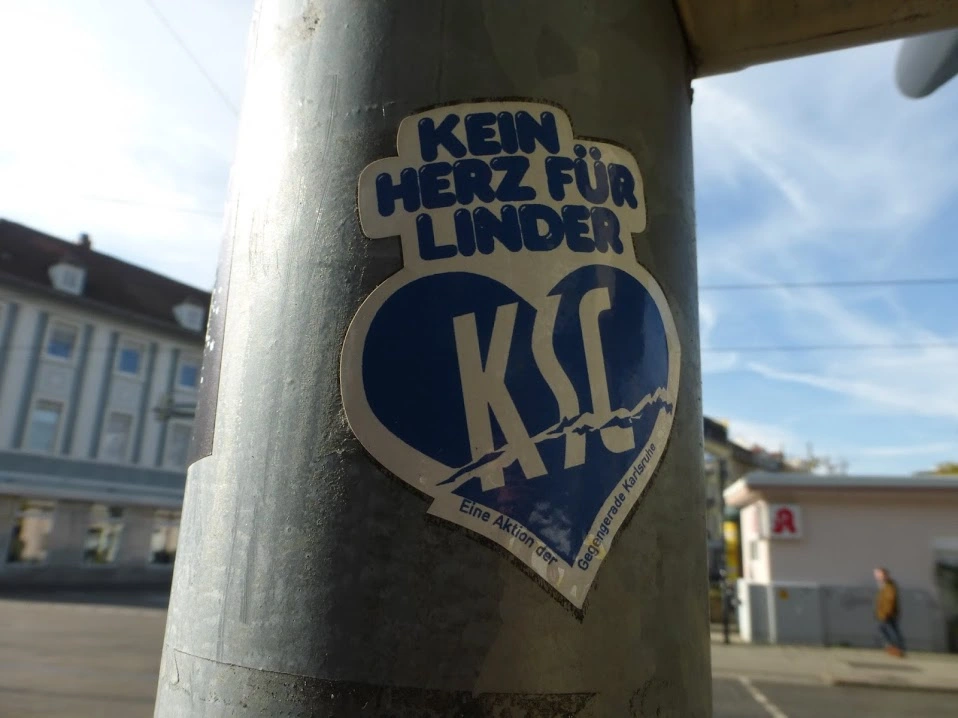 KEIN
HERZ FÜR
LINDER
KSC
Eine Aktion der
Gegengerade Karlsruhe
A